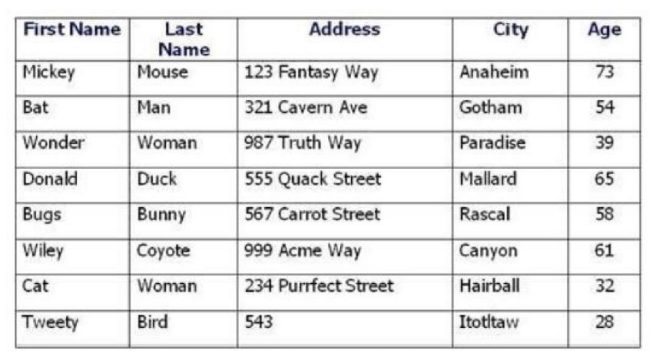 First Name Last Name Address City Age
Mickey Mouse 123 Fantasy Way Anaheim 73
Bat Man 321 Cavern Ave Gotham 54
Wonder Woman 987 Truth Way Paradise 39
Donald Duck 555 Quack Street Mallard 65
Bugs Bunny 567 Carrot Street Rascal 58
Wiley Coyote 999 Acme Way Canyon 61
Cat Woman 234 Purrfect Street Hairball 32
Tweety Bird 543 Itotltaw 28